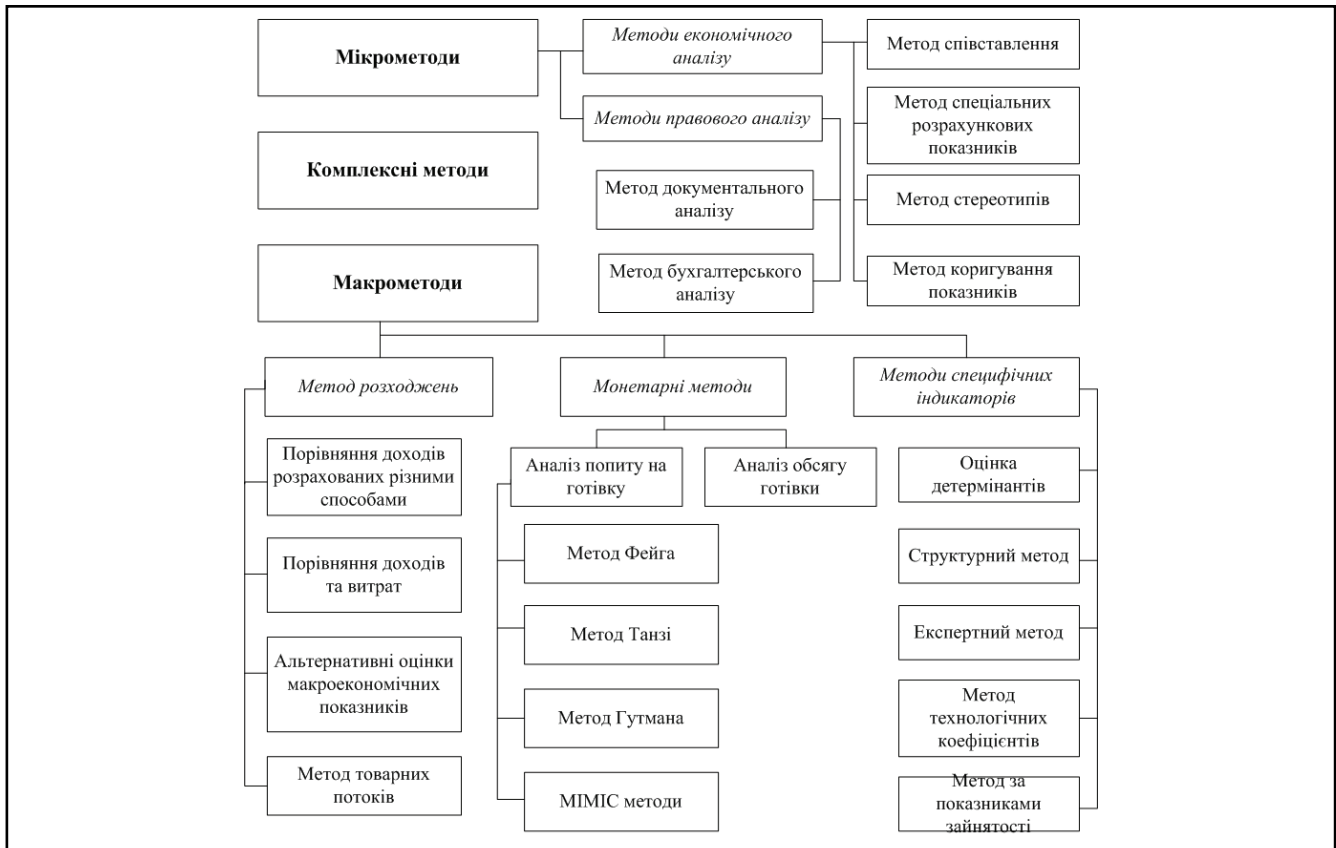 Мікрометоди
Методи економічного
аналізу
Метод співставлення
Методи правового аналізу
Метод спеціальних
розрахункових
показників
Комплексні методи
Метод документального
аналізу
Метод стереотипів
Макрометоди
Метод бухгалтерського
аналізу
Метод коригування
показників
Метод розходжень
Монетарні методи
Методи специфічних
індикаторів
Порівняння доходів
розрахованих різними
способами
Порівняння доходів
та витрат
Альтернативні оцінки
макроекономічних
показників
Метод товарних
потоків
Аналіз попиту на
готівку
Аналіз обсягу
готівки
Метод Фейга
Метод Танзі
Метод Гутмана
МІМІС методи
Оцінка
детермінантів
Структурний метод
Експертний метод
Метод
технологічних
коефіцієнтів
Метод за
показниками
зайнятості